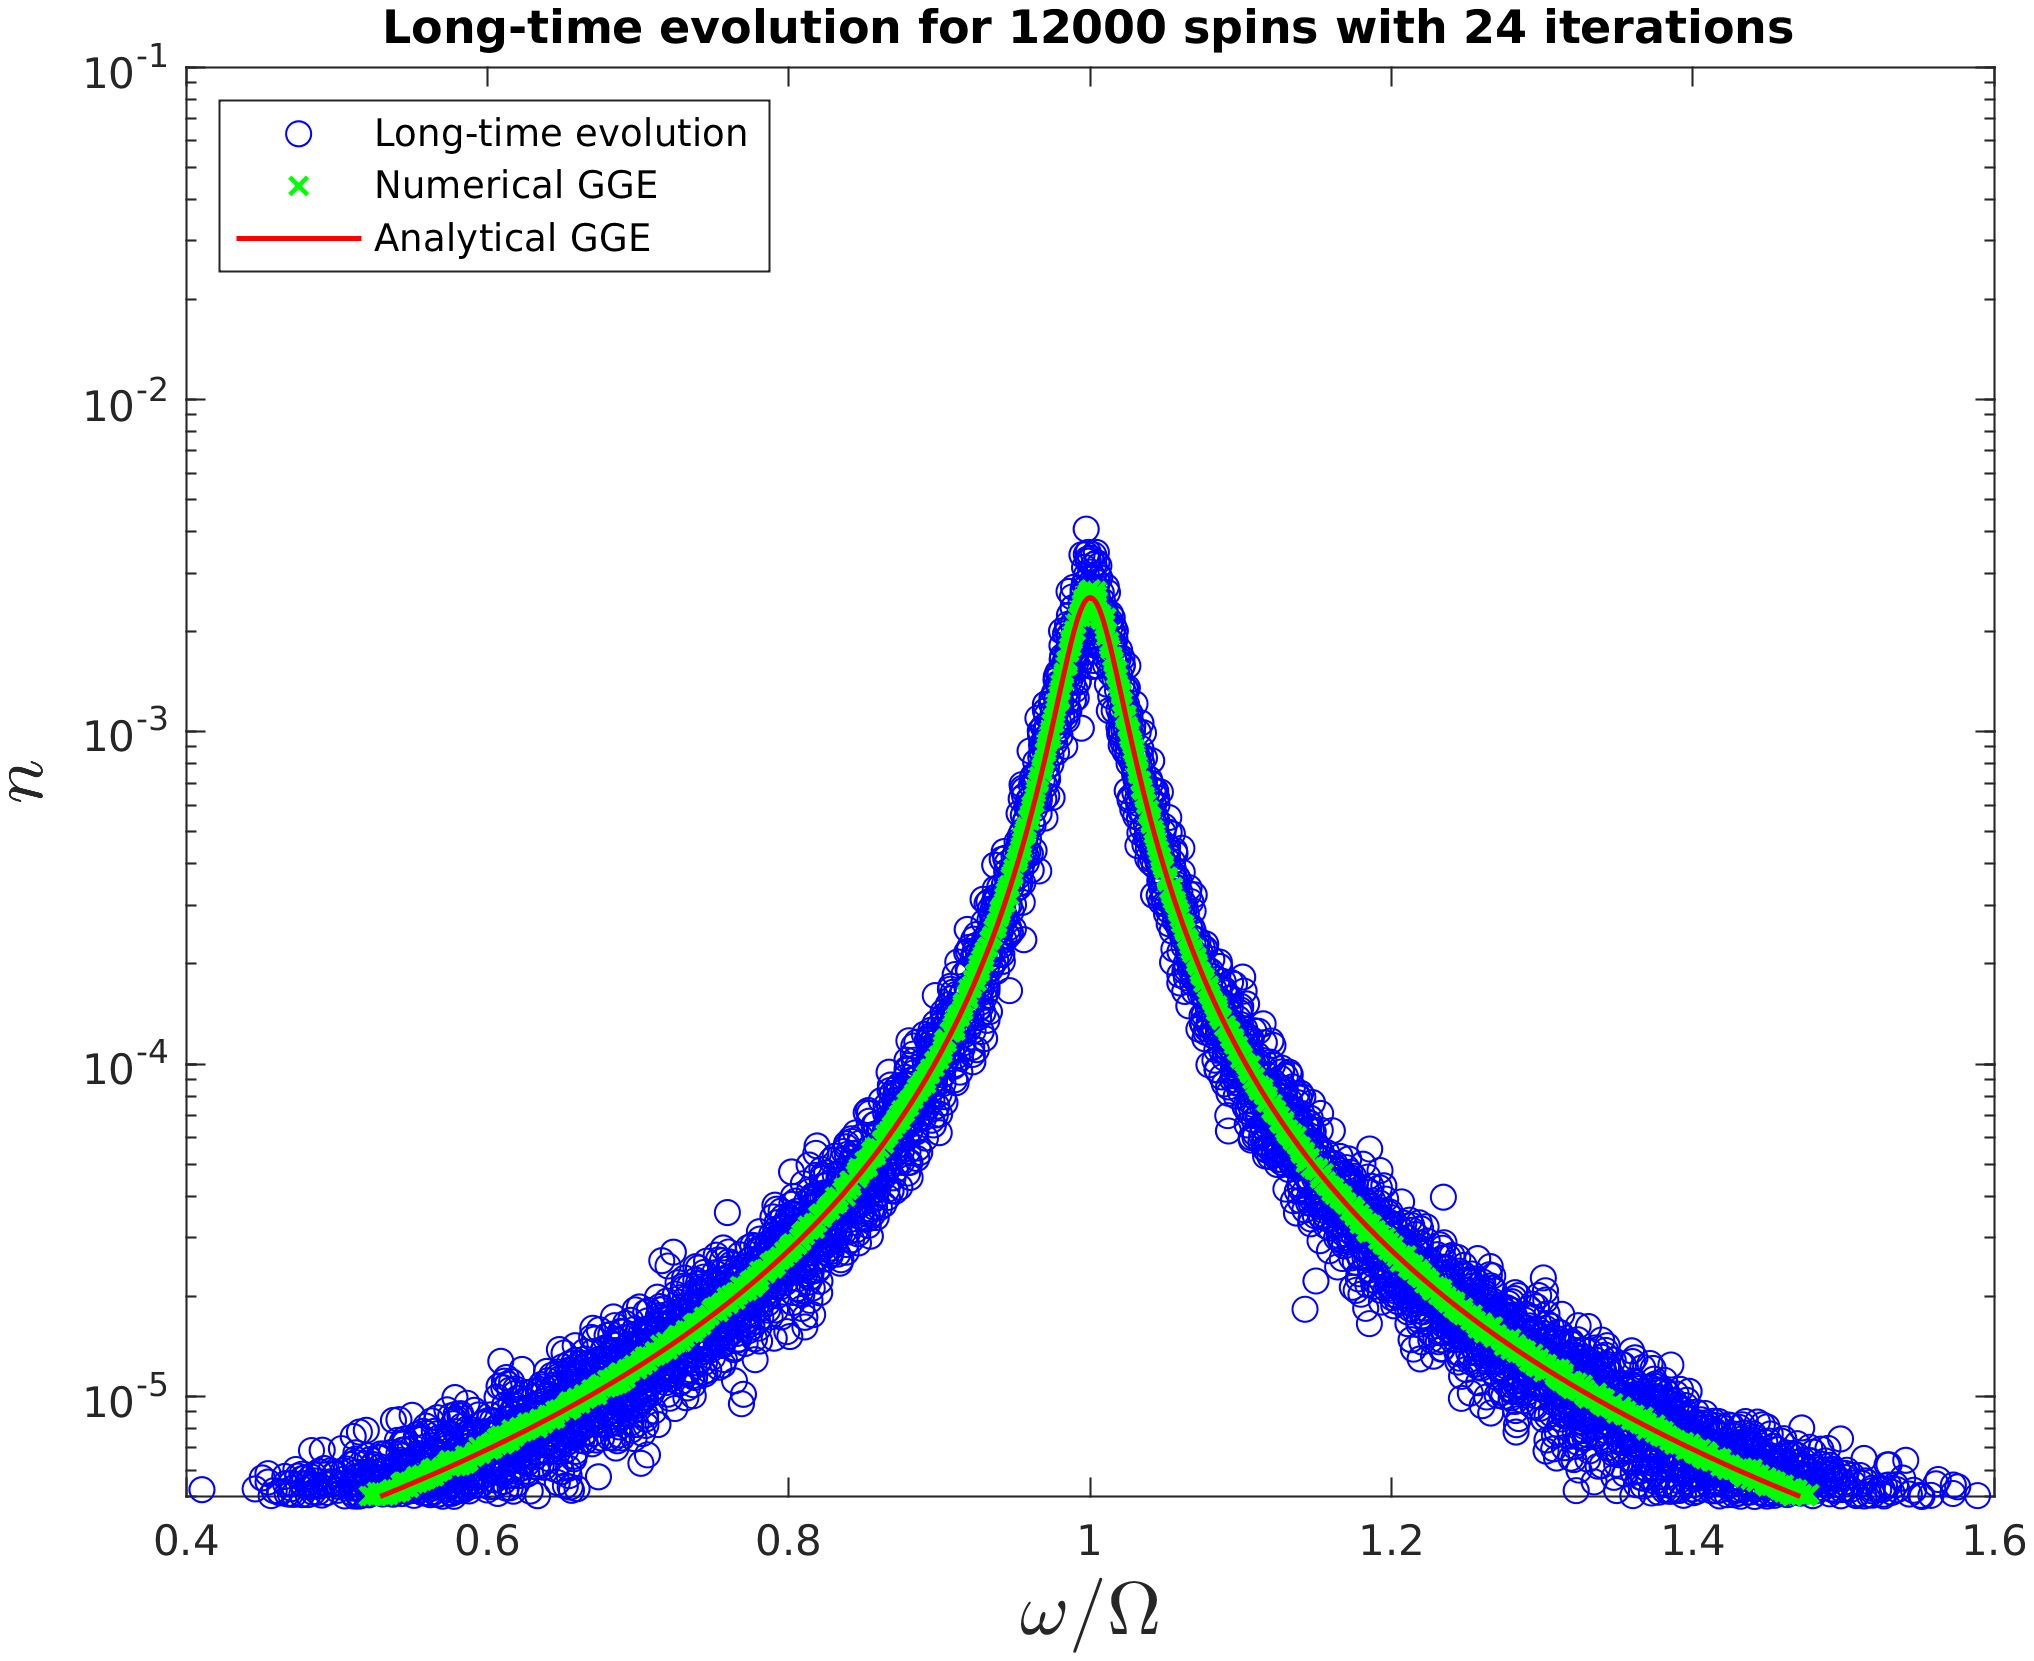 Long-time evolution for 12000 spins with 24 iterations
10^-1
Long-time evolution
Numerical GGE
Analytical GGE
10^-2
10^-3
n
10^-4
10^-5
0.4 0.6 0.8 1 1.2 1.4 1.6
ω/Ω